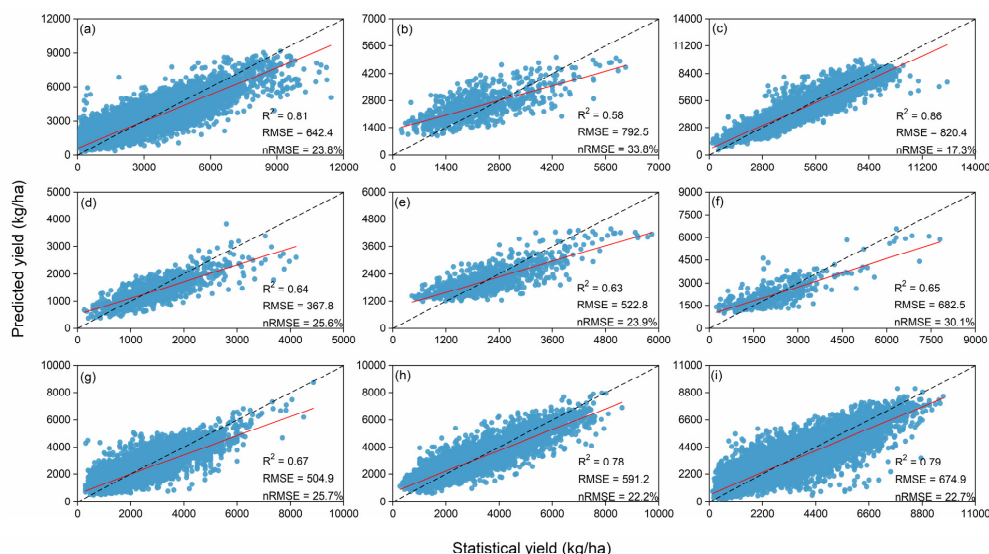 Predicted yield (kg/ha)
(a)
12000
9000
6000
3000
0
R² = 0.81
RMSE − 642.4
nRMSE = 23.8%
0 3000 6000 9000 12000
(b)
7000
5600
4200
2800
1400
0
R² − 0.58
RMSE = 792.5
nRMSE = 33.8%
0 1400 2800 4200 5600 7000
(c)
14000
11200
8400
5600
2800
0
R² = 0.86
RMSE − 820.4
nRMSE = 17.3%
0 2800 5600 8400 11200 14000
(d)
5000
4000
3000
2000
1000
0
R² = 0.64
RMSE = 367.8
nRMSE = 25.6%
0 1000 2000 3000 4000 5000
(e)
6000
4800
3600
2400
1200
0
R² = 0.63
RMSE = 522.8
nRMSE = 23.9%
0 1200 2400 3600 4800 6000
(f)
9000
7200
5400
3600
1800
0
R² = 0.65
RMSE = 682.5
nRMSE = 30.1%
0 1500 3000 4500 6000 7500 9000
(g)
10000
8000
6000
4000
2000
0
R² = 0.67
RMSE = 504.9
nRMSE = 25.7%
0 2000 4000 6000 8000 10000
(h)
10000
8000
6000
4000
2000
0
R² = 0.78
RMSE = 591.2
nRMSE = 22.2%
0 2000 4000 6000 8000 10000
(i)
11000
8800
6600
4400
2200
0
R² = 0.79
RMSE = 674.9
nRMSE = 22.7%
0 2200 4400 6600 8800 11000
Statistical yield (kg/ha)